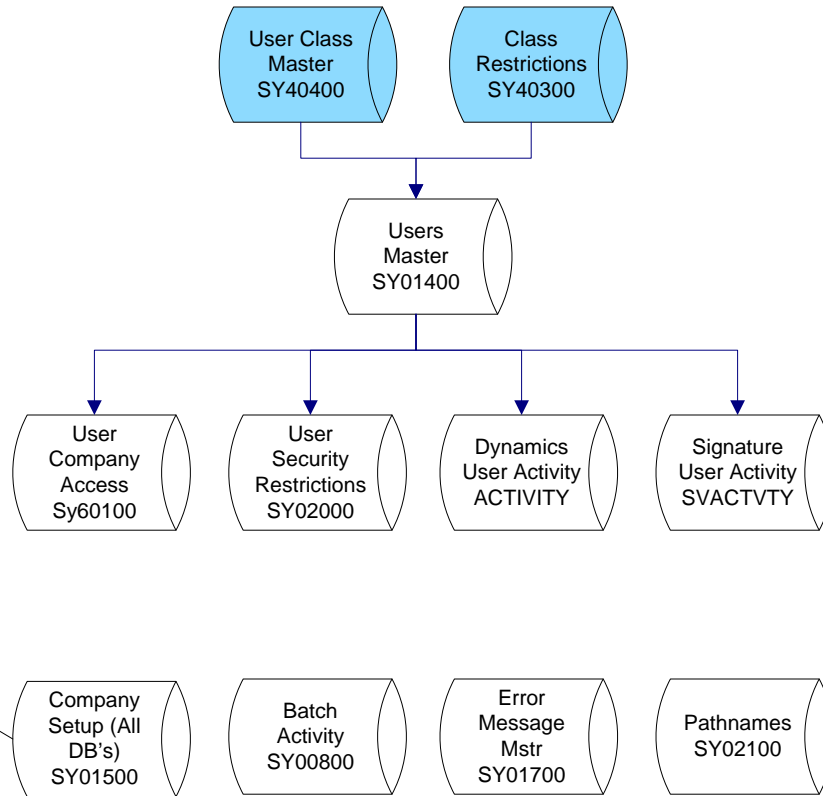 User Class
Master
SY40400
Class
Restrictions
SY40300
Users
Master
SY01400
User
Company
Access
Sy60100
User
Security
Restrictions
SY02000
Dynamics
User Activity
ACTIVITY
Signature
User Activity
SVACTVTY
Company
Setup (All
DB's)
SY01500
Batch
Activity
SY00800
Error
Message
Mstr
SY01700
Pathnames
SY02100